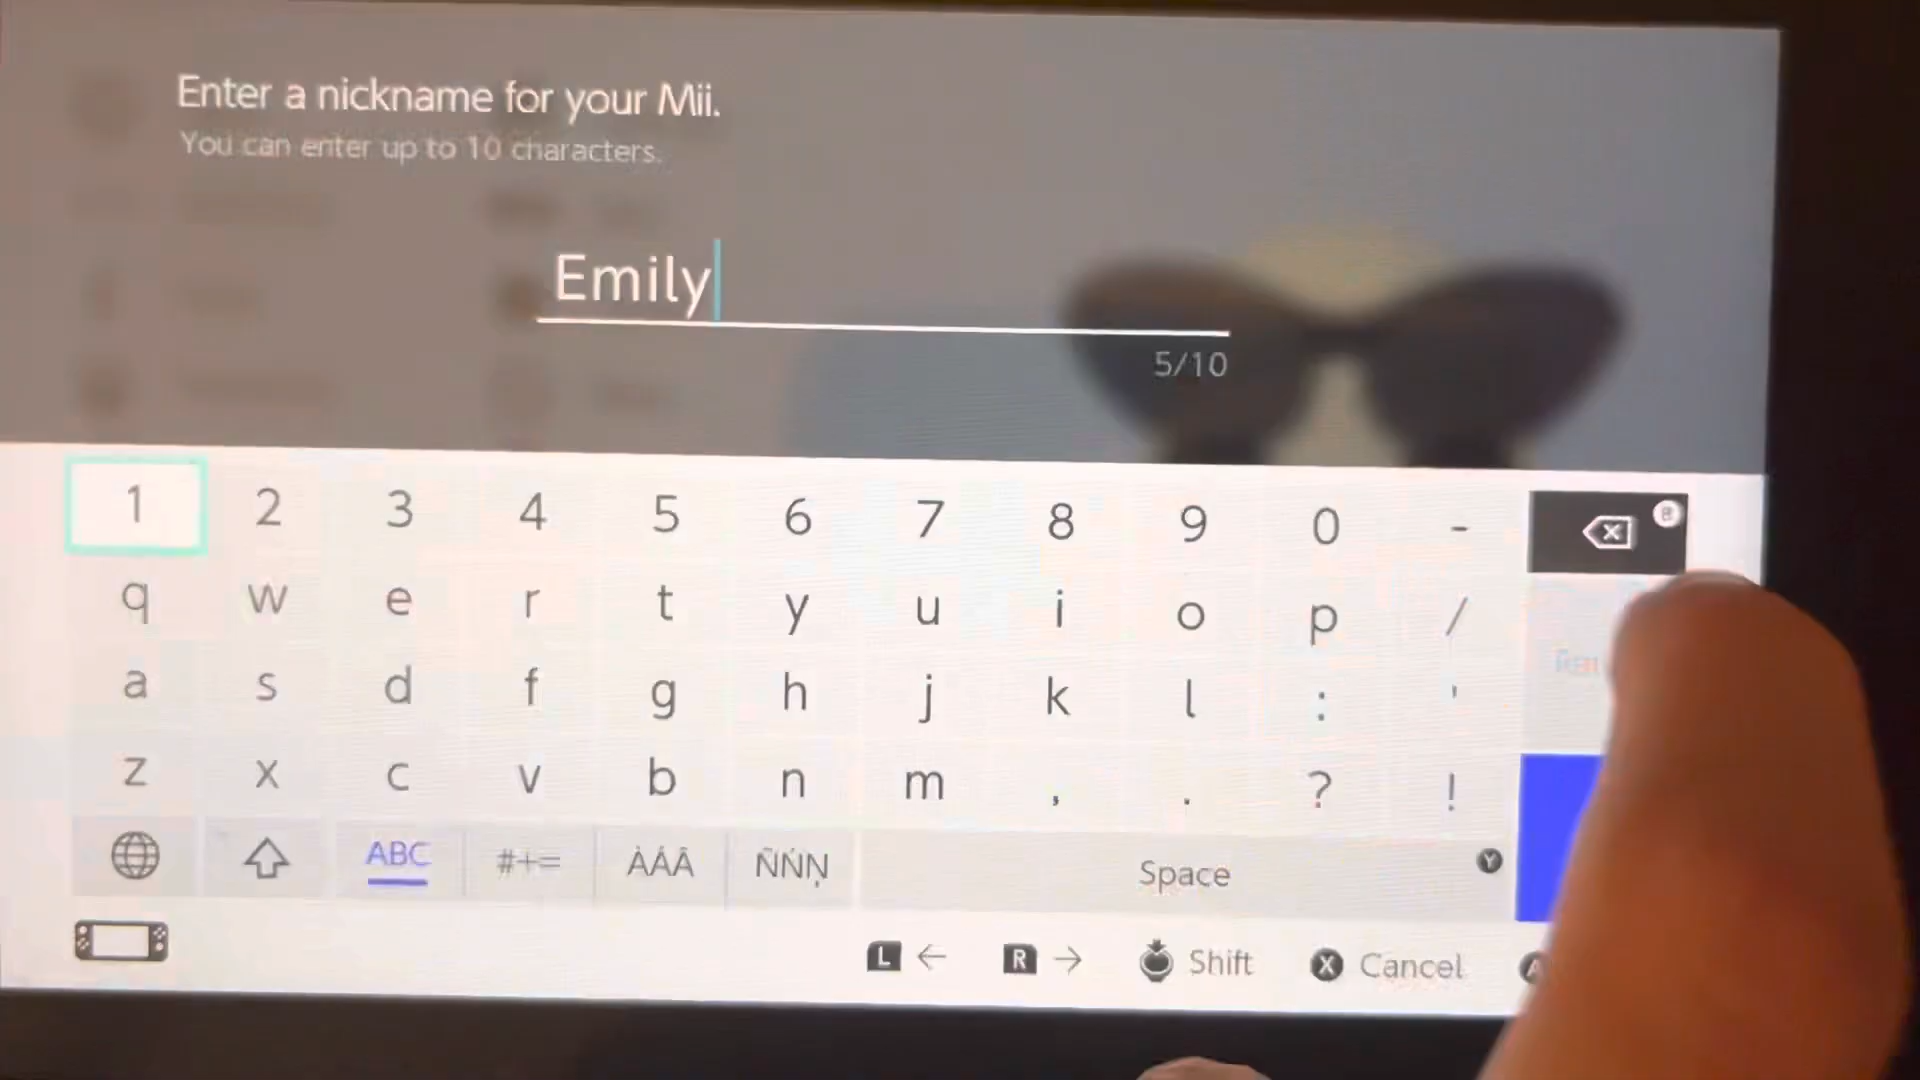 Enter a nickname for your Mii.
You can enter up to 10 characters.
Emily
5/10
1 2 3 4 5 6 7 8 9 0 -
B
q w e r t y u i o p /
a s d f g h j k l : '
z x c v b n m , . ? !
ABC #+= ÀÁÂ ÑŃŅ Space Y
L ← R → Shift X Cancel A